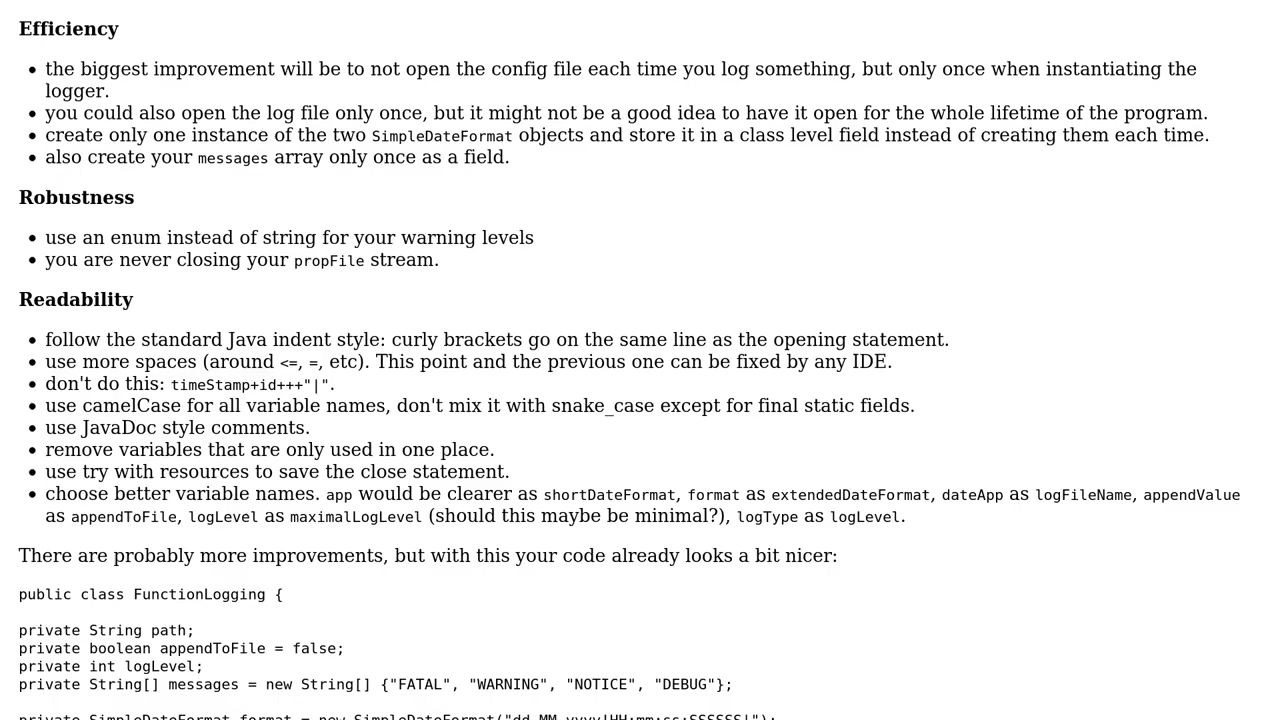 Efficiency
• the biggest improvement will be to not open the config file each time you log something, but only once when instantiating the
logger.
• you could also open the log file only once, but it might not be a good idea to have it open for the whole lifetime of the program.
• create only one instance of the two SimpleDateFormat objects and store it in a class level field instead of creating them each time.
• also create your messages array only once as a field.
Robustness
• use an enum instead of string for your warning levels
• you are never closing your propFile stream.
Readability
• follow the standard Java indent style: curly brackets go on the same line as the opening statement.
• use more spaces (around <=, =, etc). This point and the previous one can be fixed by any IDE.
• don't do this: timeStamp+id+++"|".
• use camelCase for all variable names, don't mix it with snake_case except for final static fields.
• use JavaDoc style comments.
• remove variables that are only used in one place.
• use try with resources to save the close statement.
• choose better variable names. app would be clearer as shortDateFormat, format as extendedDateFormat, dateApp as logFileName, appendValue
as appendToFile, logLevel as maximalLogLevel (should this maybe be minimal?), logType as logLevel.
There are probably more improvements, but with this your code already looks a bit nicer:
public class FunctionLogging {
private String path;
private boolean appendToFile = false;
private int logLevel;
private String[] messages = new String[] {"FATAL", "WARNING", "NOTICE", "DEBUG"};
private SimpleDateFormat format = new SimpleDateFormat("dd-MM-yyyy|HH:mm:ss:SSSSSS|");